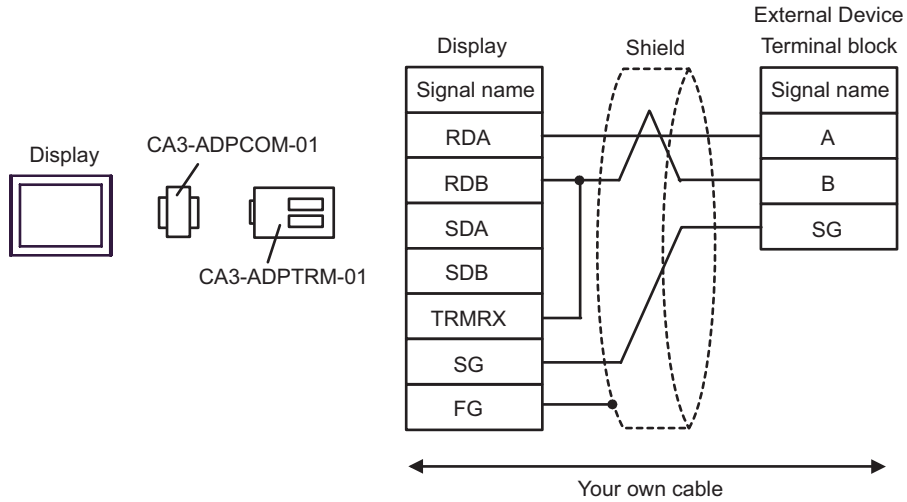 Display
CA3-ADPCOM-01
CA3-ADPTRM-01
Display
Signal name
RDA
RDB
SDA
SDB
TRMRX
SG
FG
Shield
External Device
Terminal block
Signal name
A
B
SG
Your own cable